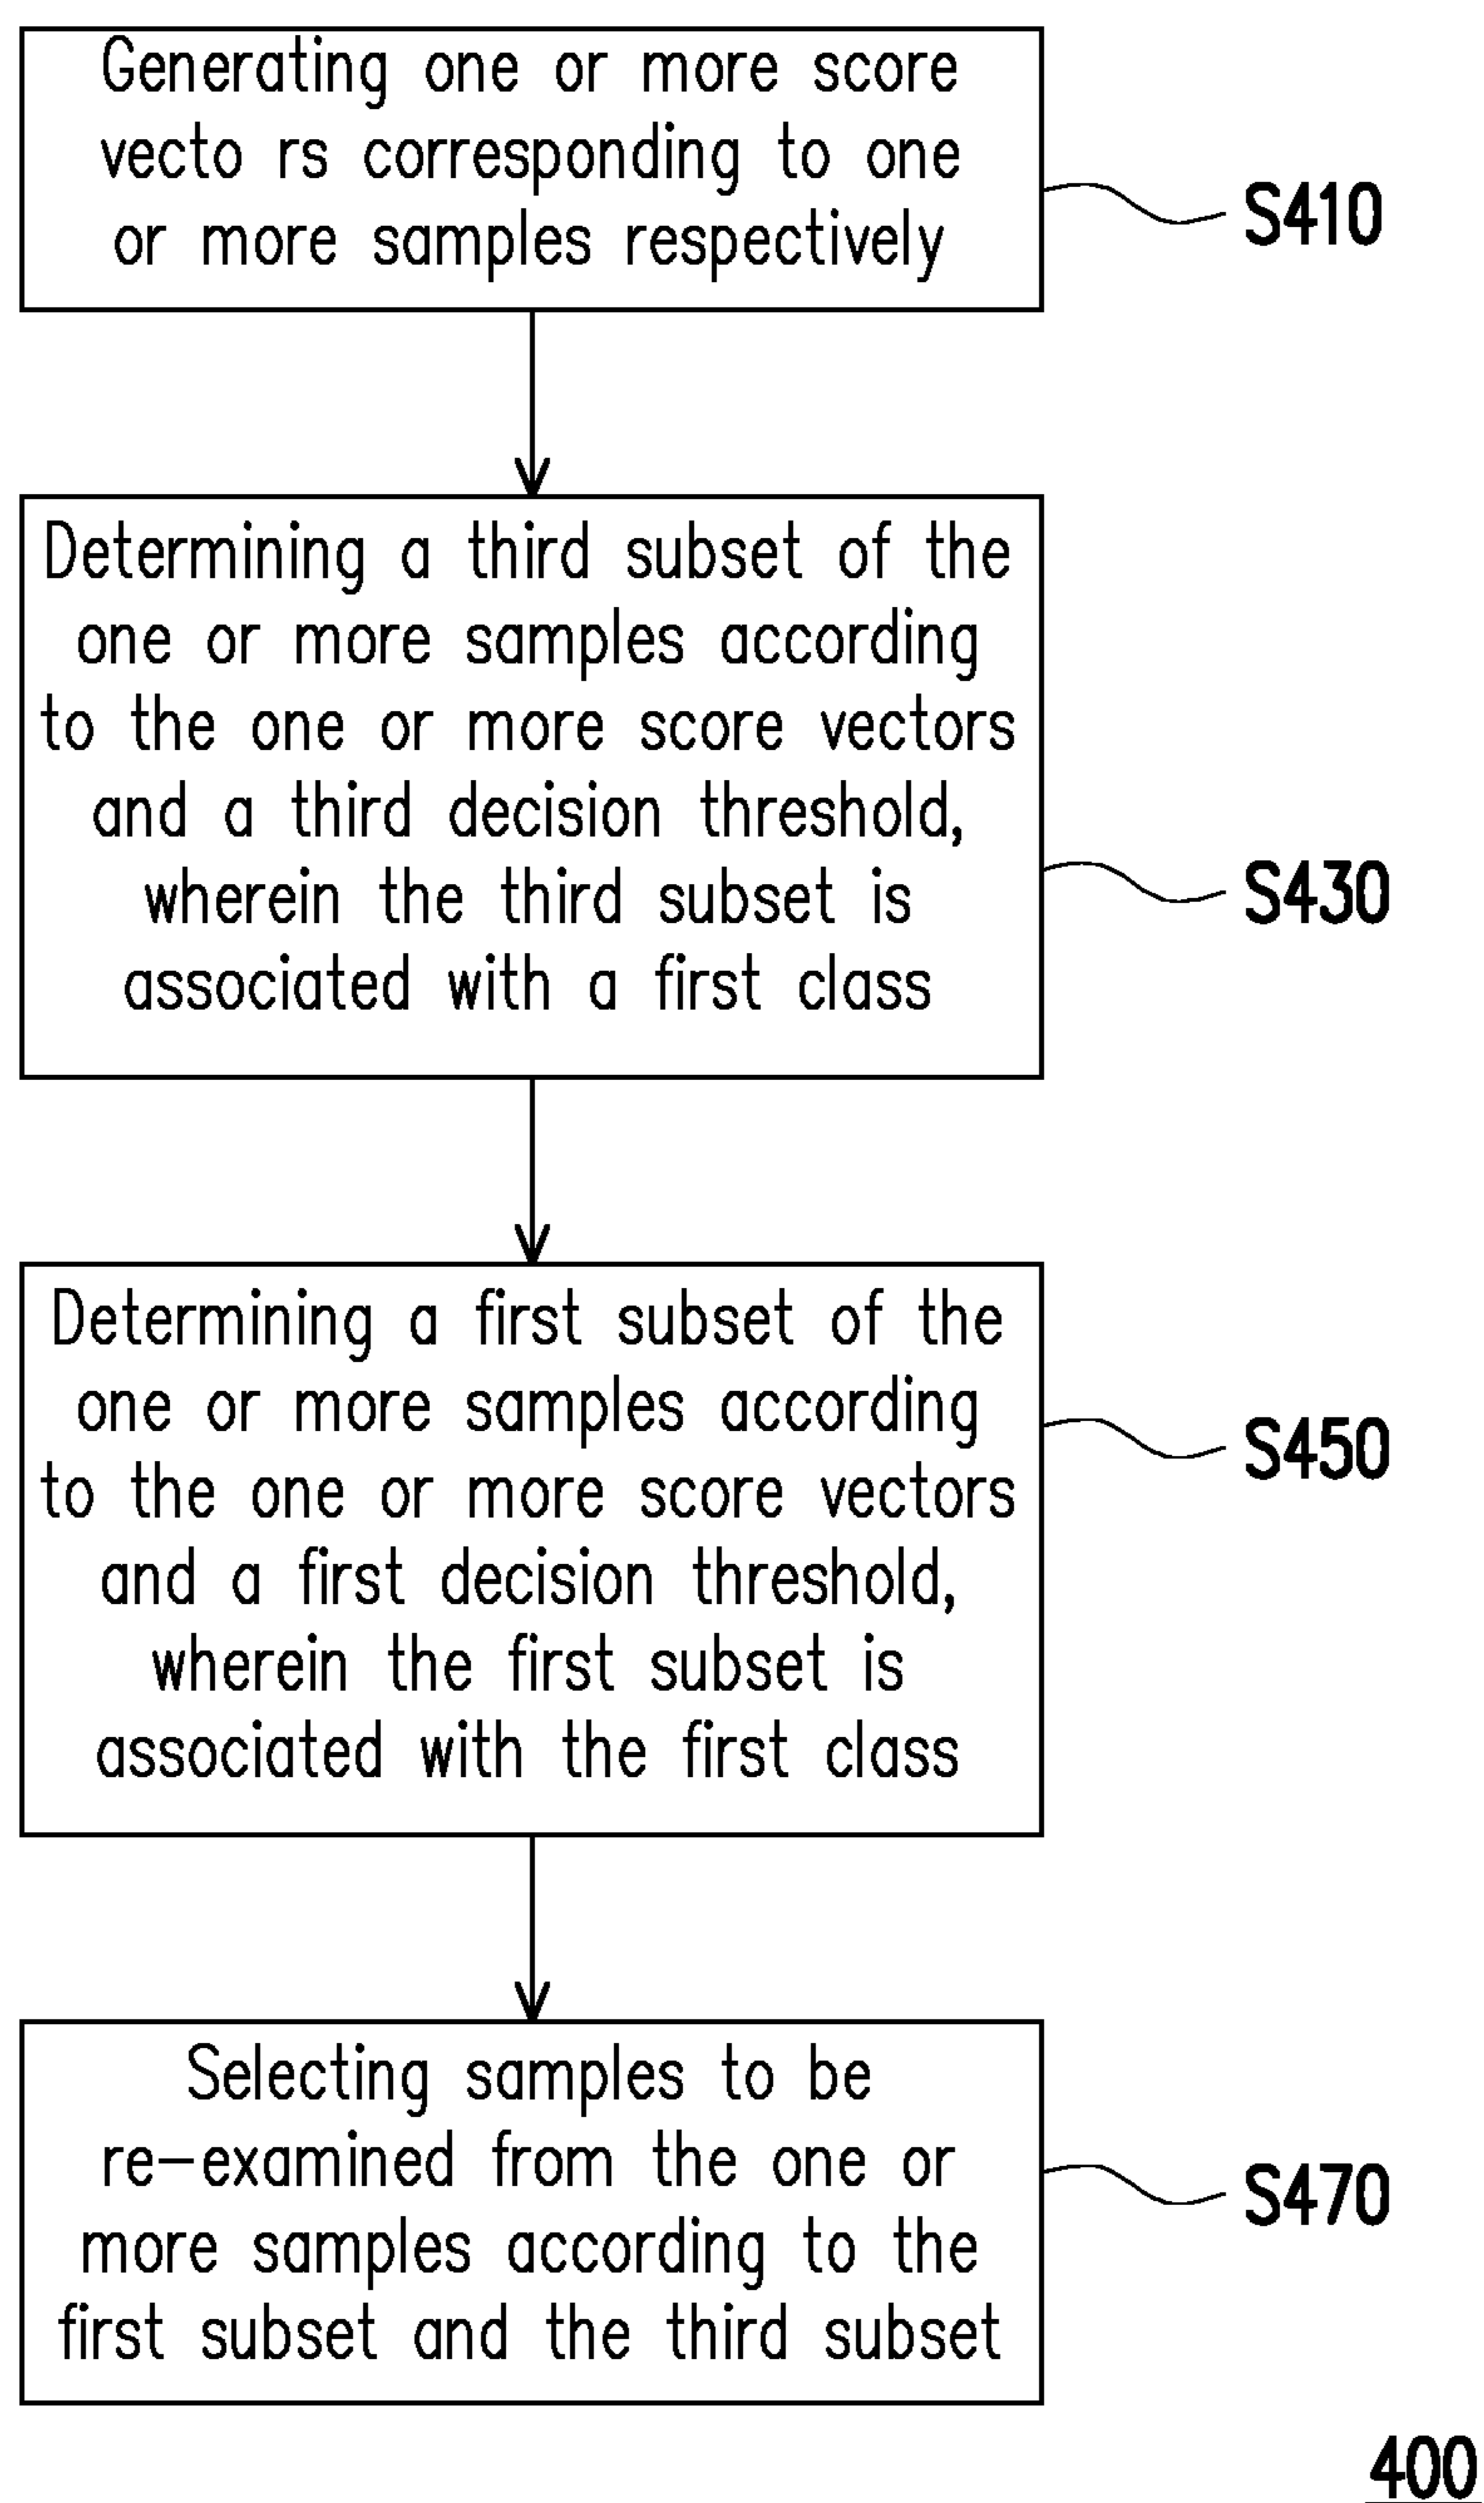 Generating one or more score
vecto rs corresponding to one
or more samples respectively
S410
Determining a third subset of the
one or more samples according
to the one or more score vectors
and a third decision threshold,
wherein the third subset is
associated with a first class
S430
Determining a first subset of the
one or more samples according
to the one or more score vectors
and a first decision threshold,
wherein the first subset is
associated with the first class
S450
Selecting samples to be
re-examined from the one or
more samples according to the
first subset and the third subset
S470
400